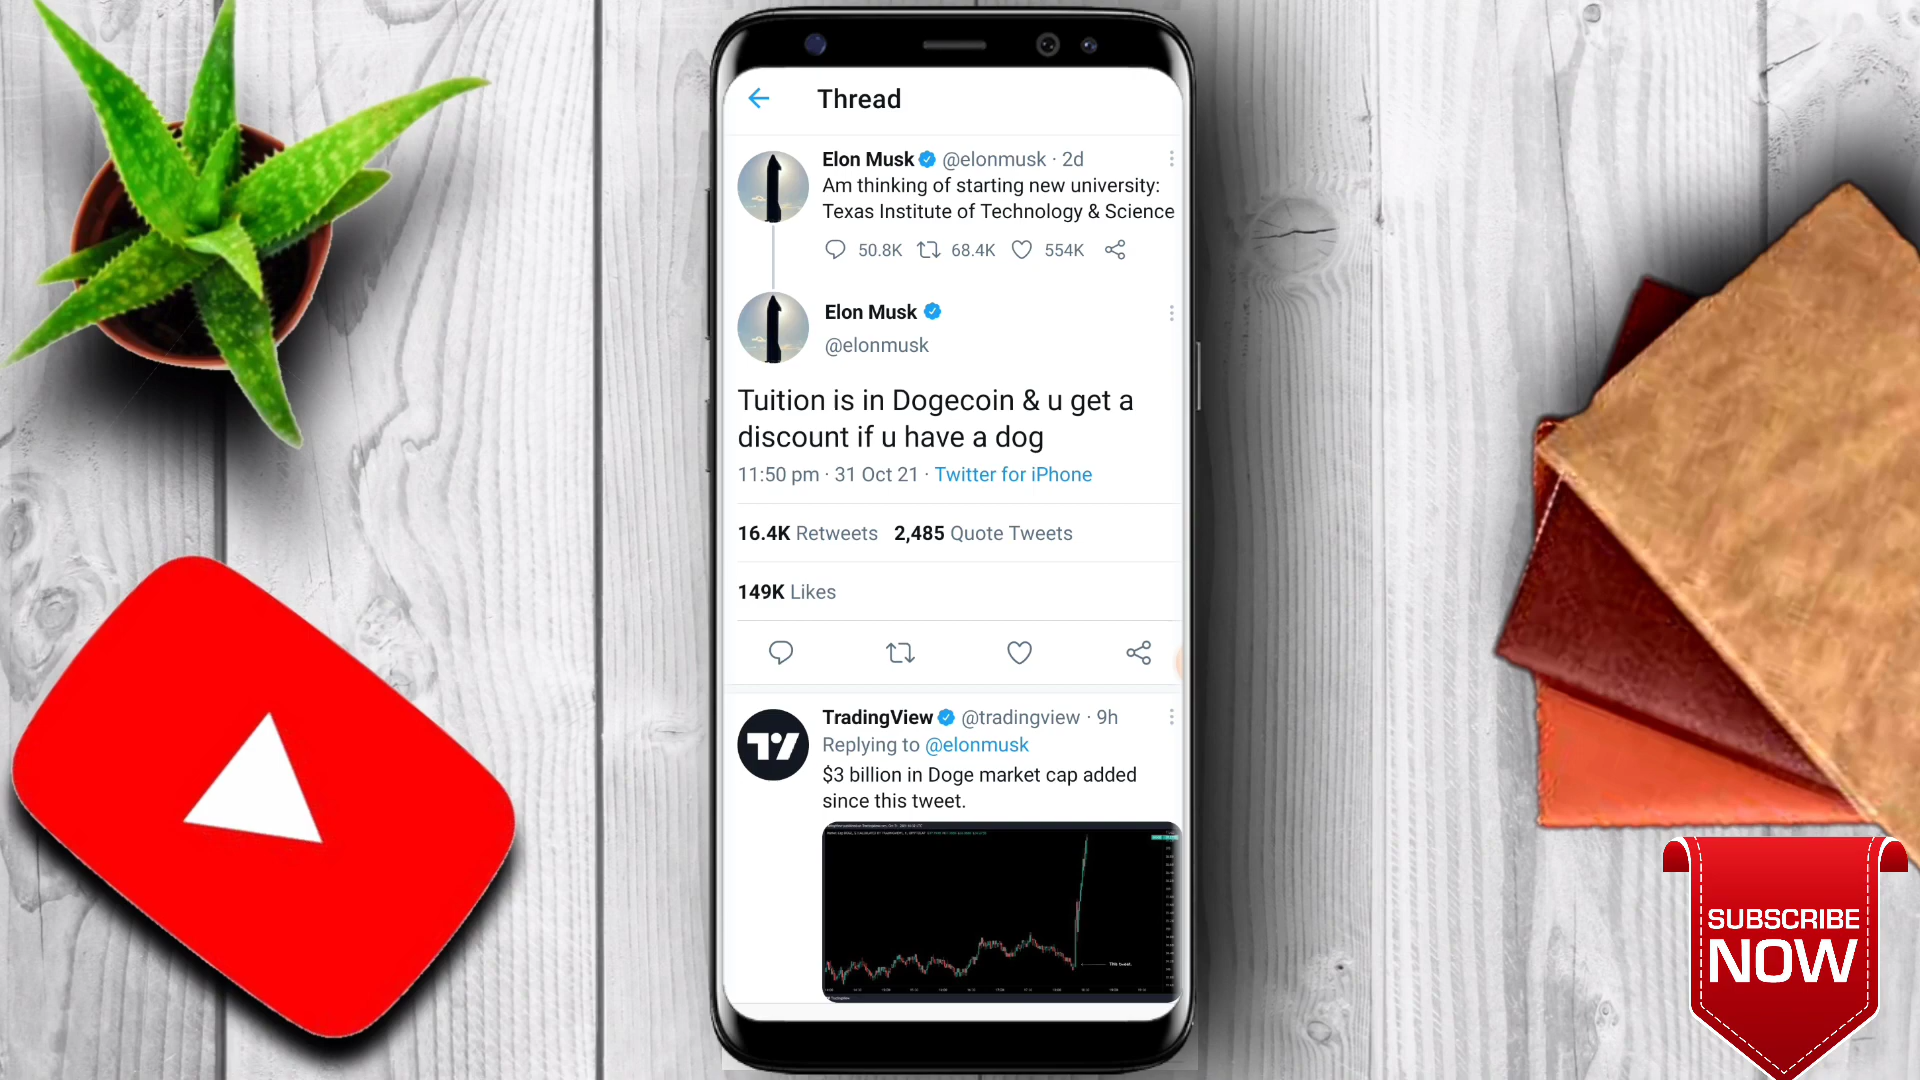 Thread
Elon Musk @elonmusk · 2d
Am thinking of starting new university:
Texas Institute of Technology & Science
50.8K 68.4K 554K
Elon Musk
@elonmusk
Tuition is in Dogecoin & u get a
discount if u have a dog
11:50 pm · 31 Oct 21 · Twitter for iPhone
16.4K Retweets 2,485 Quote Tweets
149K Likes
TradingView @tradingview · 9h
Replying to @elonmusk
$3 billion in Doge market cap added
since this tweet.
This tweet.
SUBSCRIBE
NOW